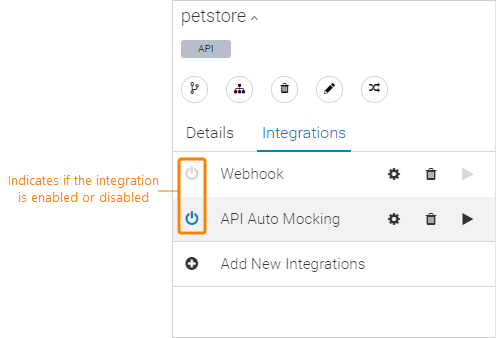 petstore
API
Details Integrations
Indicates if the integration
is enabled or disabled
Webhook
API Auto Mocking
Add New Integrations